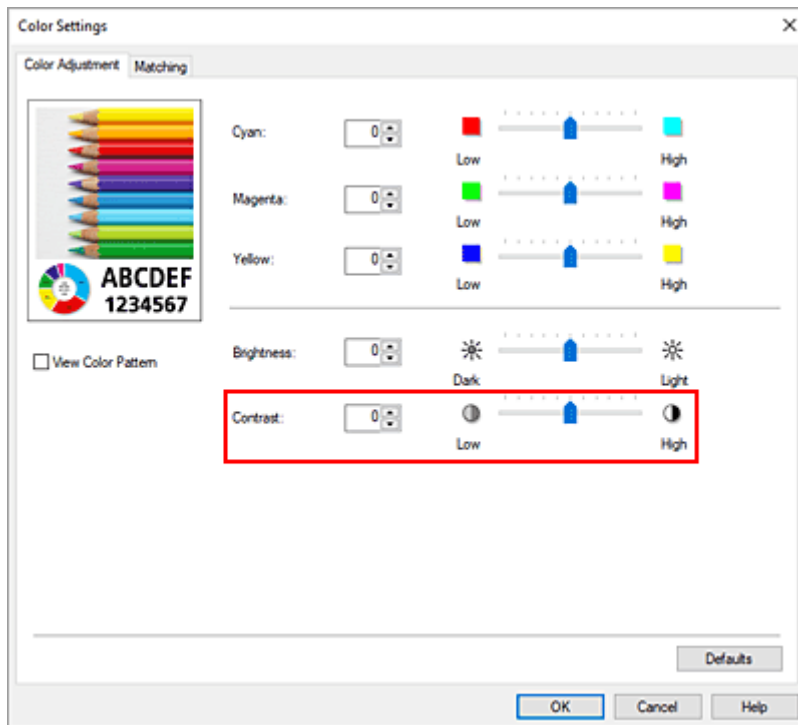 Color Settings
Color Adjustment Matching
Cyan: 0
Low High
Magenta: 0
Low High
Yellow: 0
Low High
ABCDEF
1234567
View Color Pattern
Brightness: 0
Dark Light
Contrast: 0
Low High
Defaults
OK Cancel Help